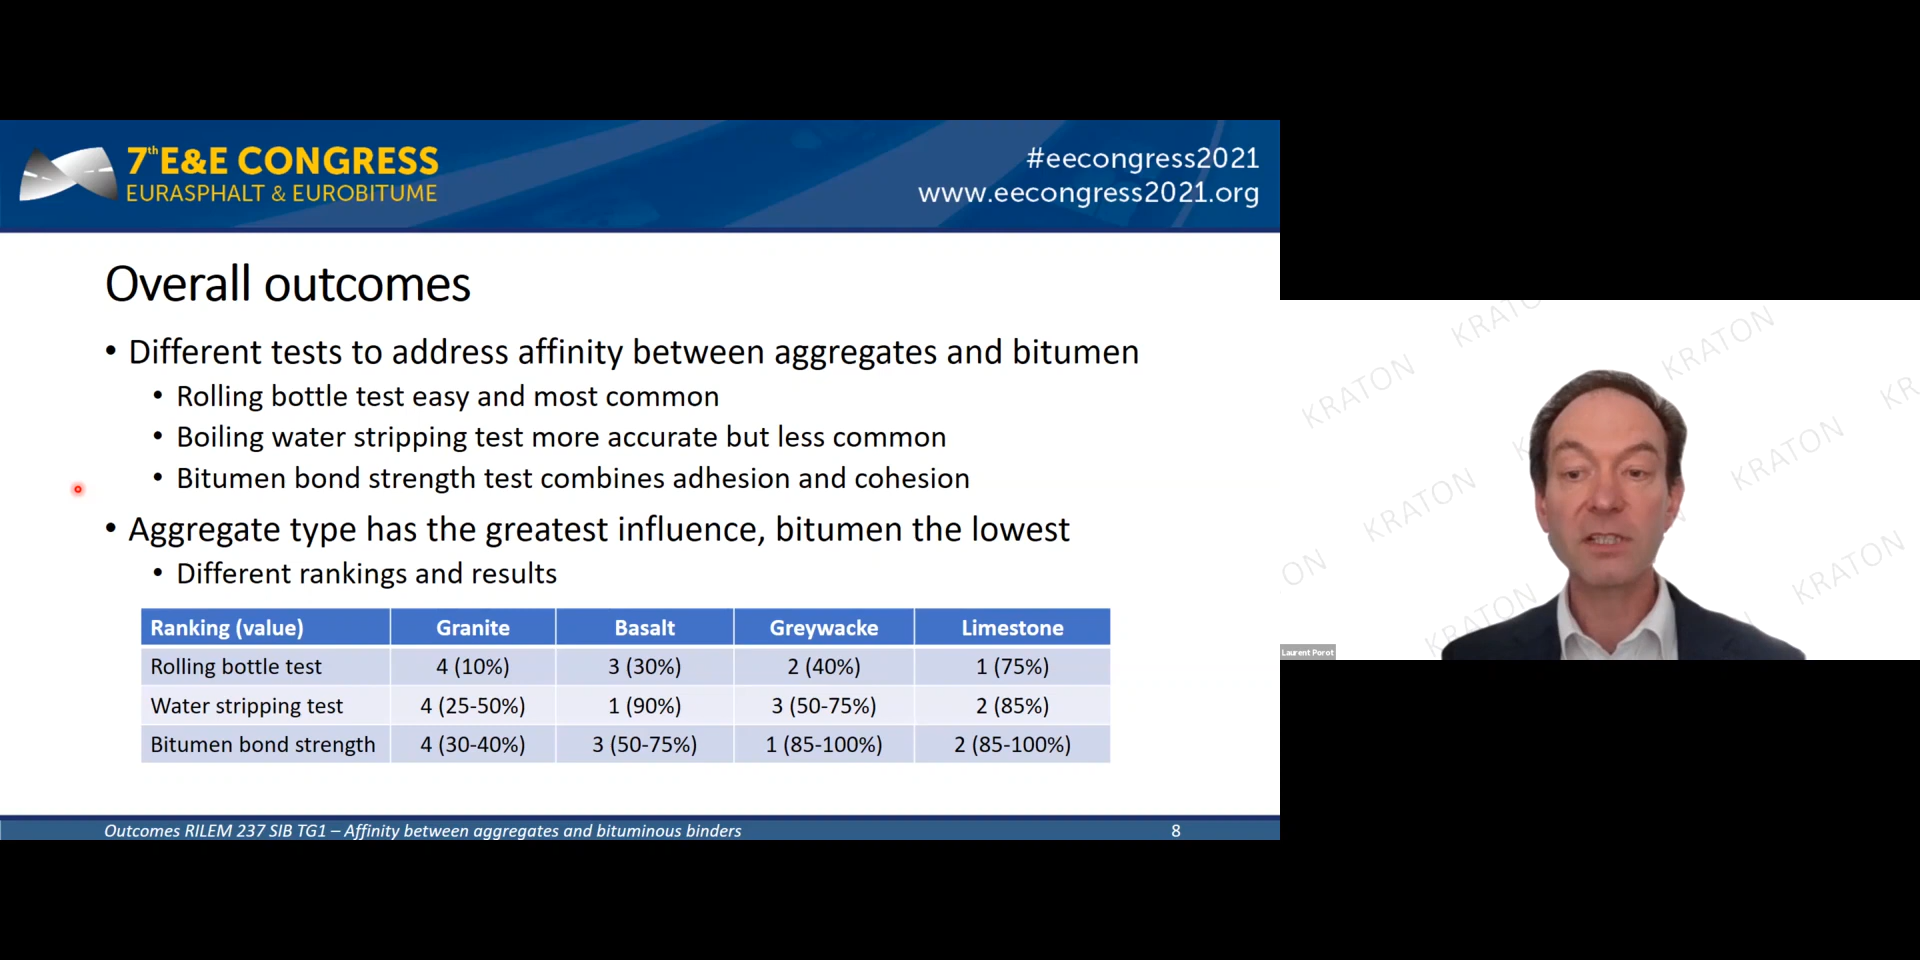 7th E&E CONGRESS
EURASPHALT & EUROBITUME
#eecongress2021
www.eecongress2021.org
Overall outcomes
• Different tests to address affinity between aggregates and bitumen
• Rolling bottle test easy and most common
• Boiling water stripping test more accurate but less common
• Bitumen bond strength test combines adhesion and cohesion
• Aggregate type has the greatest influence, bitumen the lowest
• Different rankings and results
Ranking (value) Granite Basalt Greywacke Limestone
Rolling bottle test 4 (10%) 3 (30%) 2 (40%) 1 (75%)
Water stripping test 4 (25-50%) 1 (90%) 3 (50-75%) 2 (85%)
Bitumen bond strength 4 (30-40%) 3 (50-75%) 1 (85-100%) 2 (85-100%)
Outcomes RILEM 237 SIB TG1 – Affinity between aggregates and bituminous binders 8
KRATON
KRATON
KRATON
KRATON
KRATON
KRATON
KRATON
KRATON
Laurent Porot